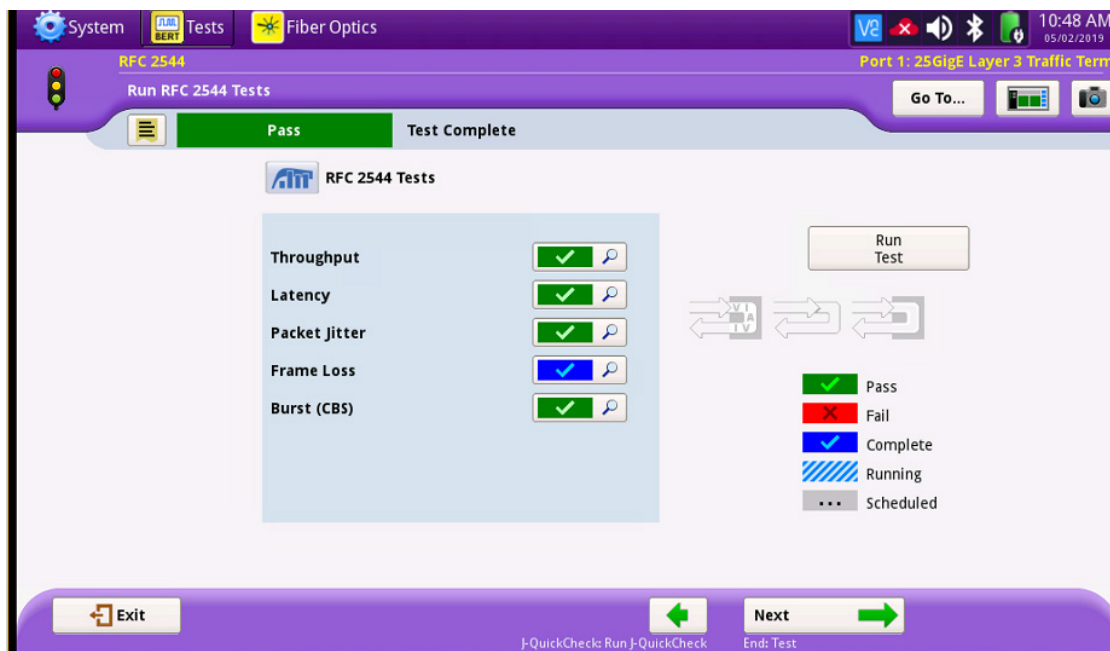 System
BERT
Tests
Fiber Optics
10:48 AM
05/02/2019
RFC 2544
Port 1: 25GigE Layer 3 Traffic Term
Run RFC 2544 Tests
Go To...
Pass
Test Complete
RFC 2544 Tests
Throughput
Latency
Packet Jitter
Frame Loss
Burst (CBS)
Run
Test
VI
A
IV
Pass
Fail
Complete
Running
... Scheduled
Exit
Next
J-QuickCheck: Run J-QuickCheck
End: Test